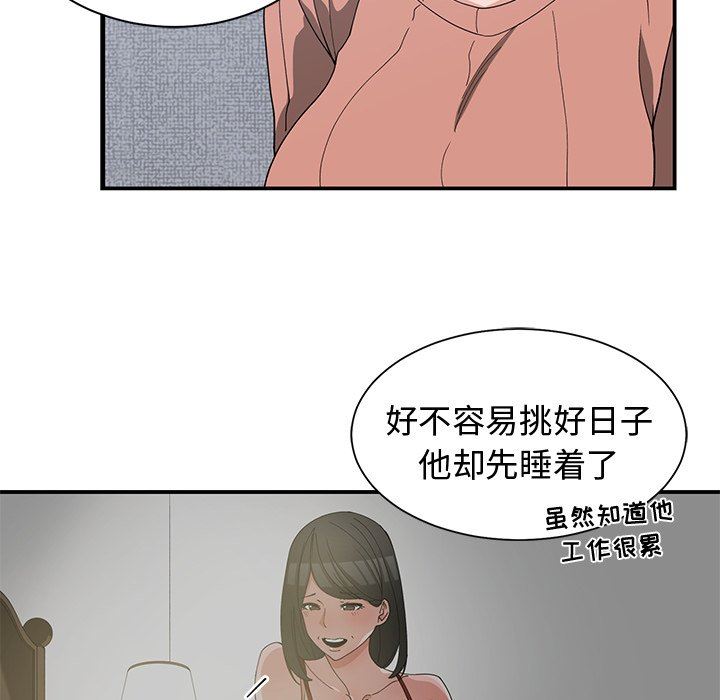 好不容易挑好日子
他却先睡着了
虽然知道他
工作很累